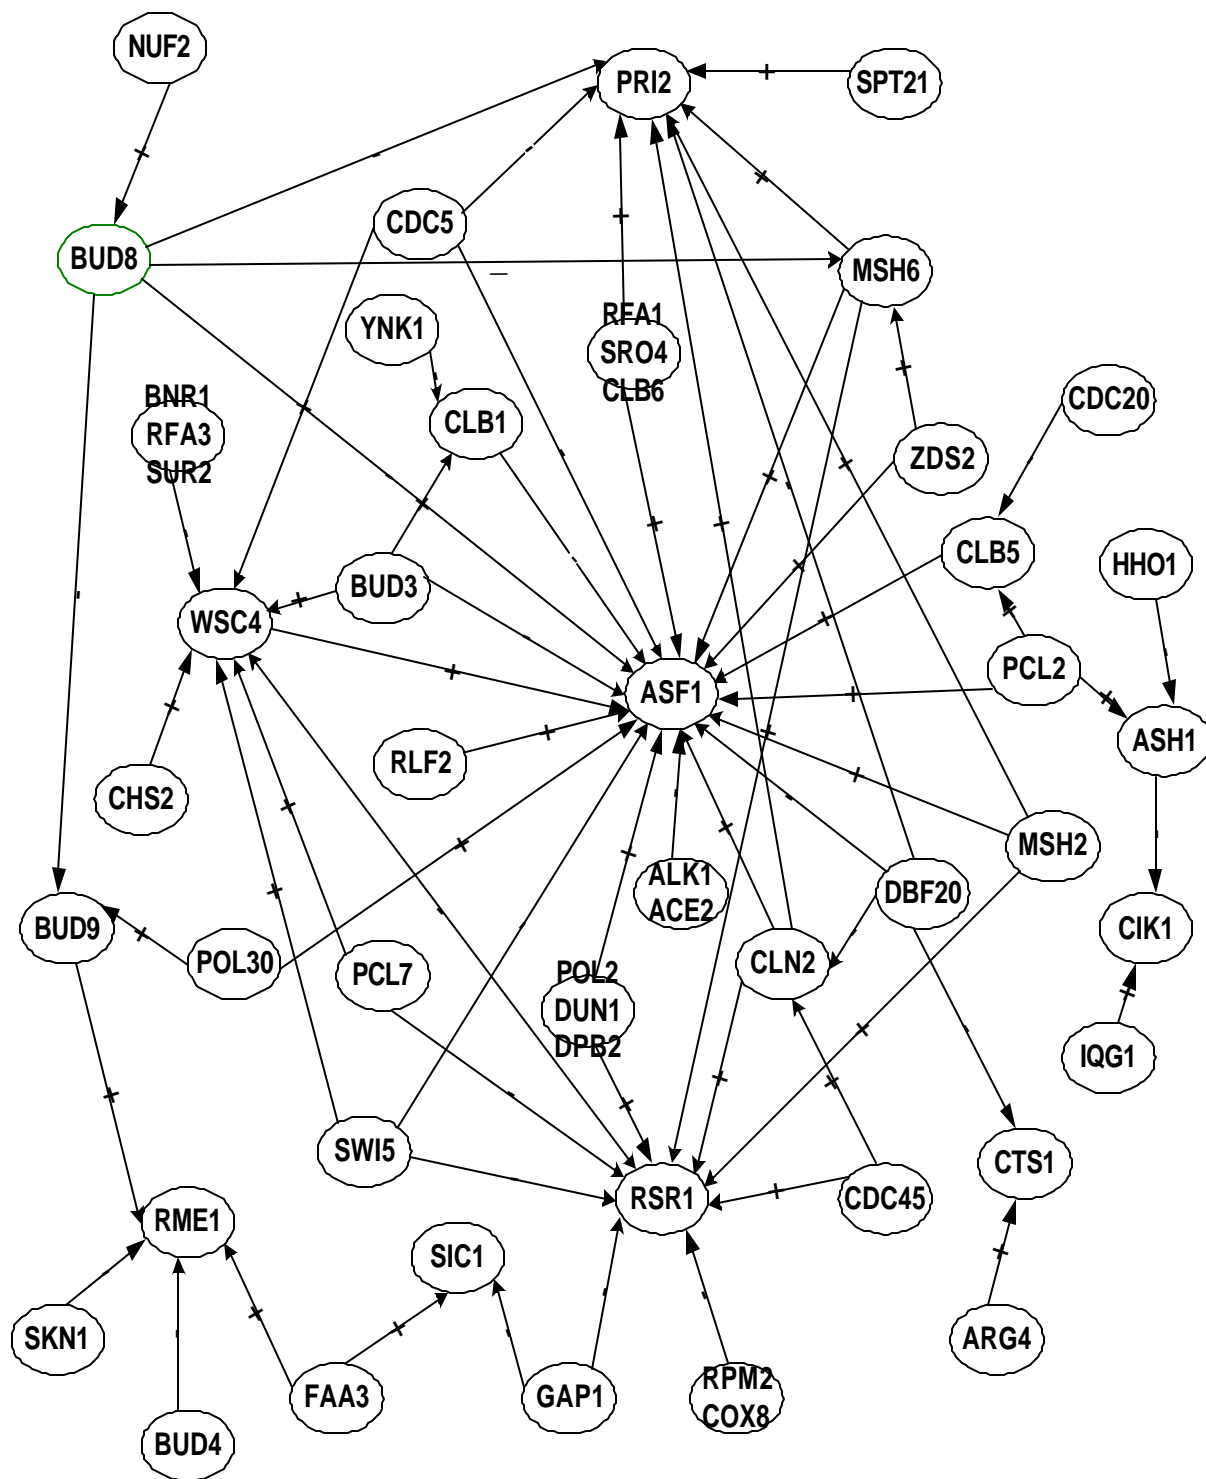 NUF2
PRI2
SPT21
+
+
-
-
CDC5
+
+
BUD8
MSH6
–
YNK1
RFA1
SRO4
CLB6
-
+
CDC20
BNR1
RFA3
SUR2
CLB1
+
ZDS2
-
+
-
+
-
+
+
-
+
+
-
CLB5
HHO1
-
+
BUD3
+
-
+
+
WSC4
-
+
PCL2
-
+
ASF1
+
+
+
ASH1
+
RLF2
+
+
CHS2
+
-
+
-
+
+
-
MSH2
+
-
+
ALK1
ACE2
DBF20
BUD9
+
POL30
PCL7
-
CLN2
-
CIK1
POL2
DUN1
DPB2
+
+
-
IQG1
+
-
+
+
+
SWI5
-
CTS1
RSR1
+
CDC45
RME1
SIC1
+
-
-
+
+
-
-
-
SKN1
ARG4
FAA3
GAP1
RPM2
COX8
BUD4